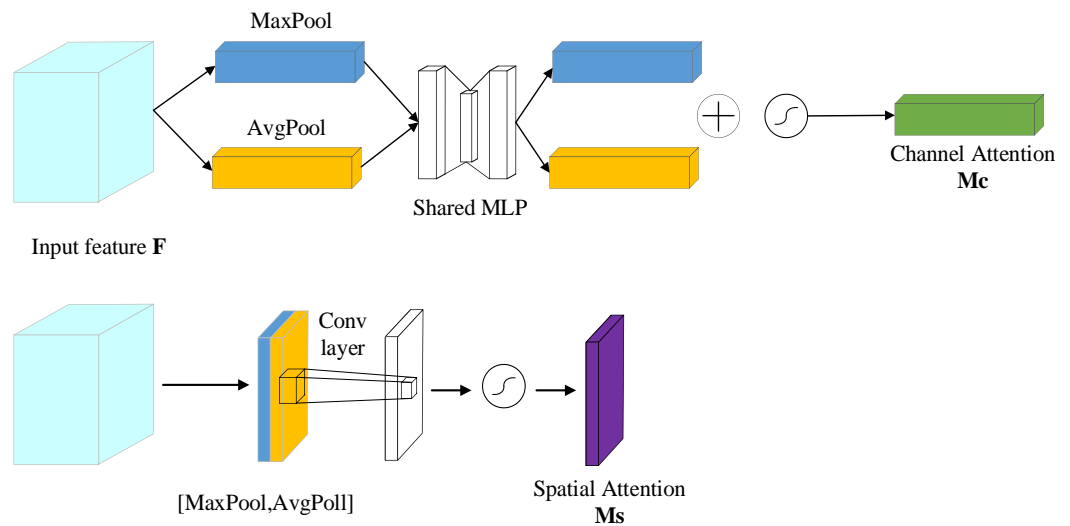 MaxPool
AvgPool
Shared MLP
Channel Attention
Mc
Input feature F
Conv
layer
[MaxPool,AvgPoll]
Spatial Attention
Ms